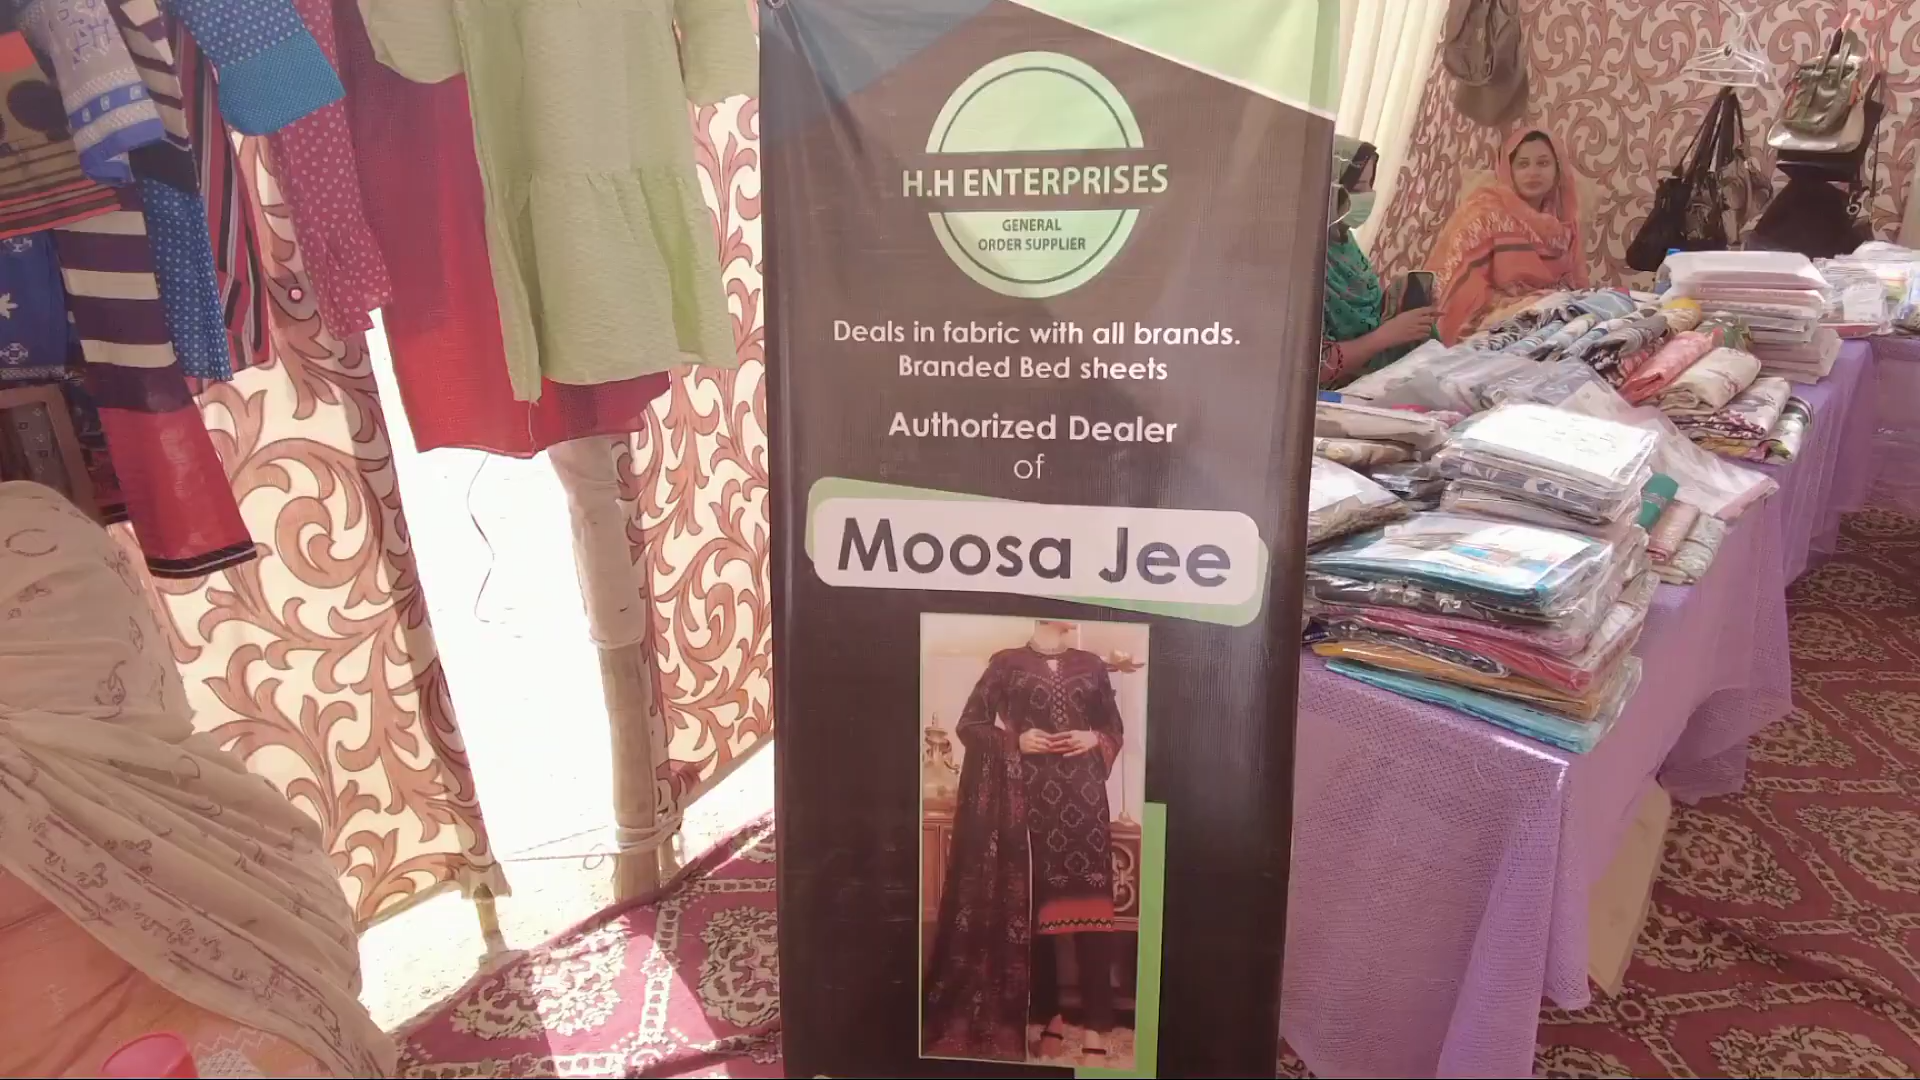 H.H ENTERPRISES
GENERAL
ORDER SUPPLIER
Deals in fabric with all brands.
Branded Bed sheets
Authorized Dealer
of
Moosa Jee